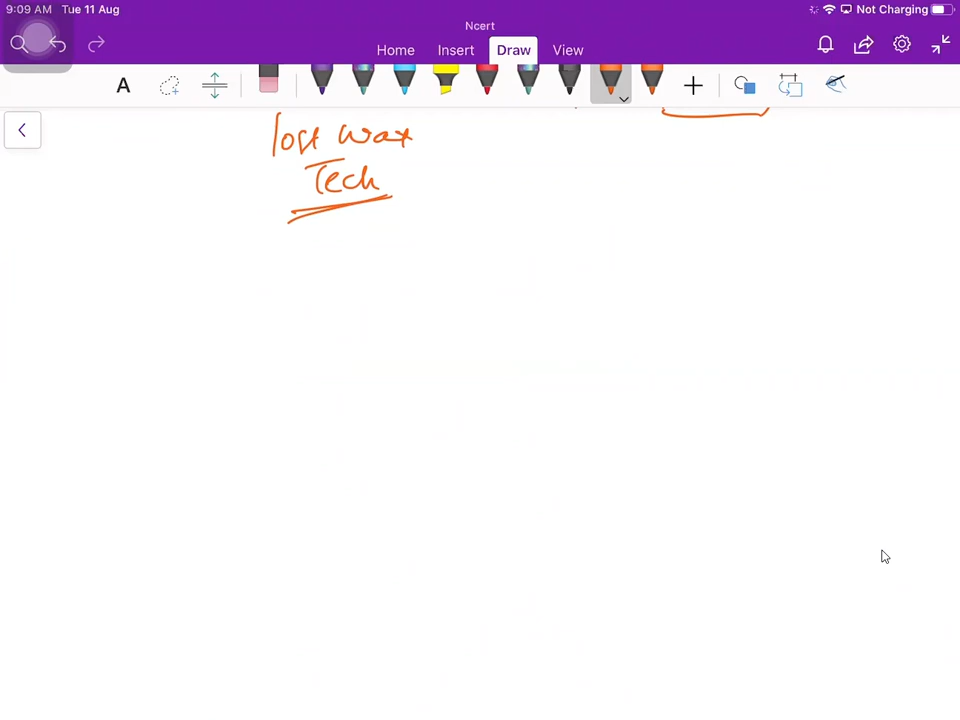 9:09 AM Tue 11 Aug
Not Charging
Ncert
Home Insert Draw View
A
lost wax
Tech